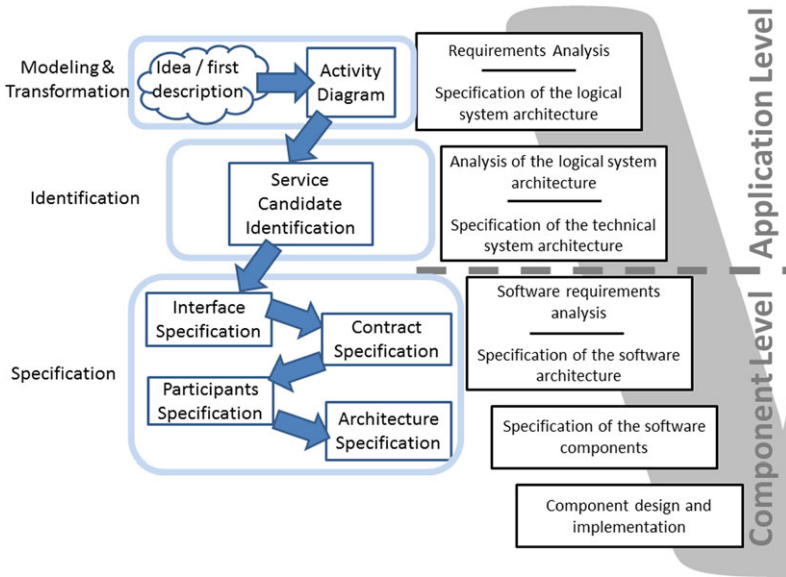 Modeling &
Transformation
Idea / first
description
Activity
Diagram
Requirements Analysis
Specification of the logical
system architecture
Identification
Service
Candidate
Identification
Analysis of the logical system
architecture
Specification of the technical
system architecture
Application Level
Specification
Interface
Specification
Contract
Specification
Participants
Specification
Architecture
Specification
Software requirements
analysis
Specification of the software
architecture
Specification of the software
components
Component design and
implementation
Component Level